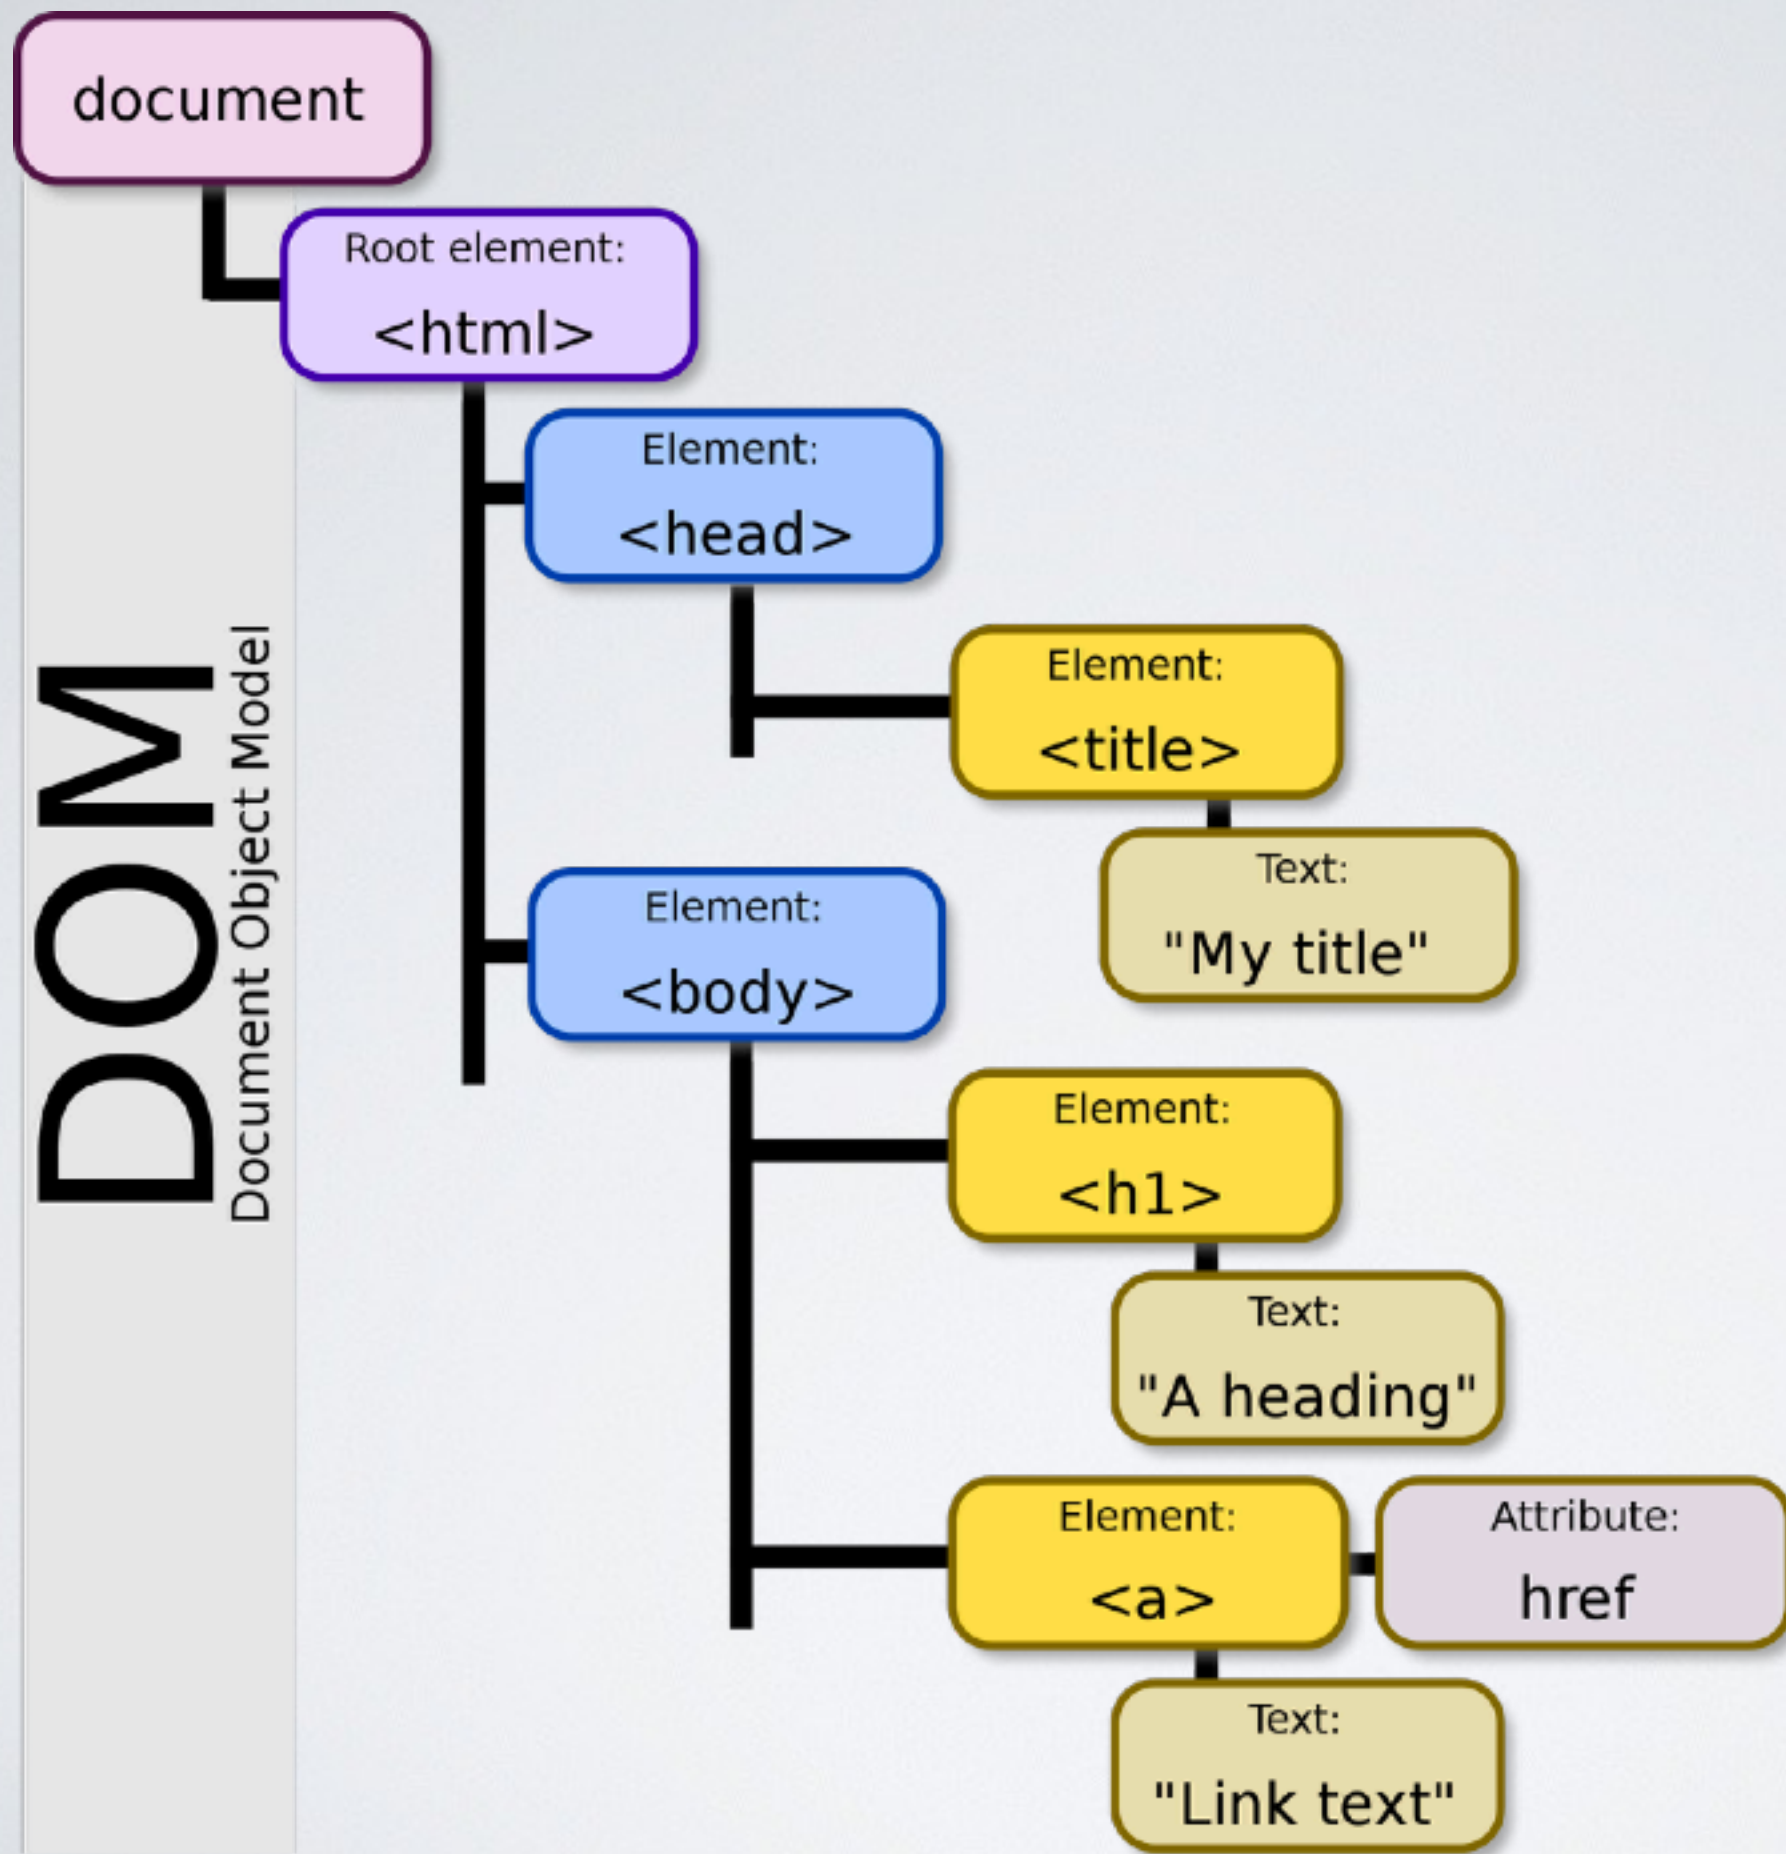 document
Root element:
<html>
Element:
<head>
Element:
<title>
Text:
"My title"
Element:
<body>
Element:
<h1>
Text:
"A heading"
Element:
<a>
Attribute:
href
Text:
"Link text"
DOM
Document Object Model